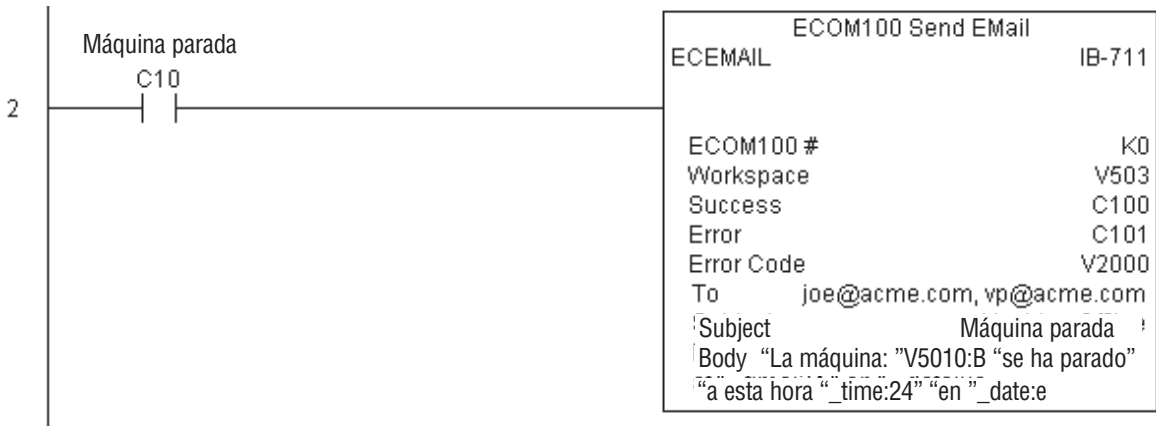 ECOM100 Send EMail
ECEMAIL IB-711
Máquina parada
C10
2
ECOM100 # K0
Workspace V503
Success C100
Error C101
Error Code V2000
To joe@acme.com, vp@acme.com
Subject Máquina parada
Body “La máquina: ”V5010:B “se ha parado”
“a esta hora “_time:24” “en ”_date:e